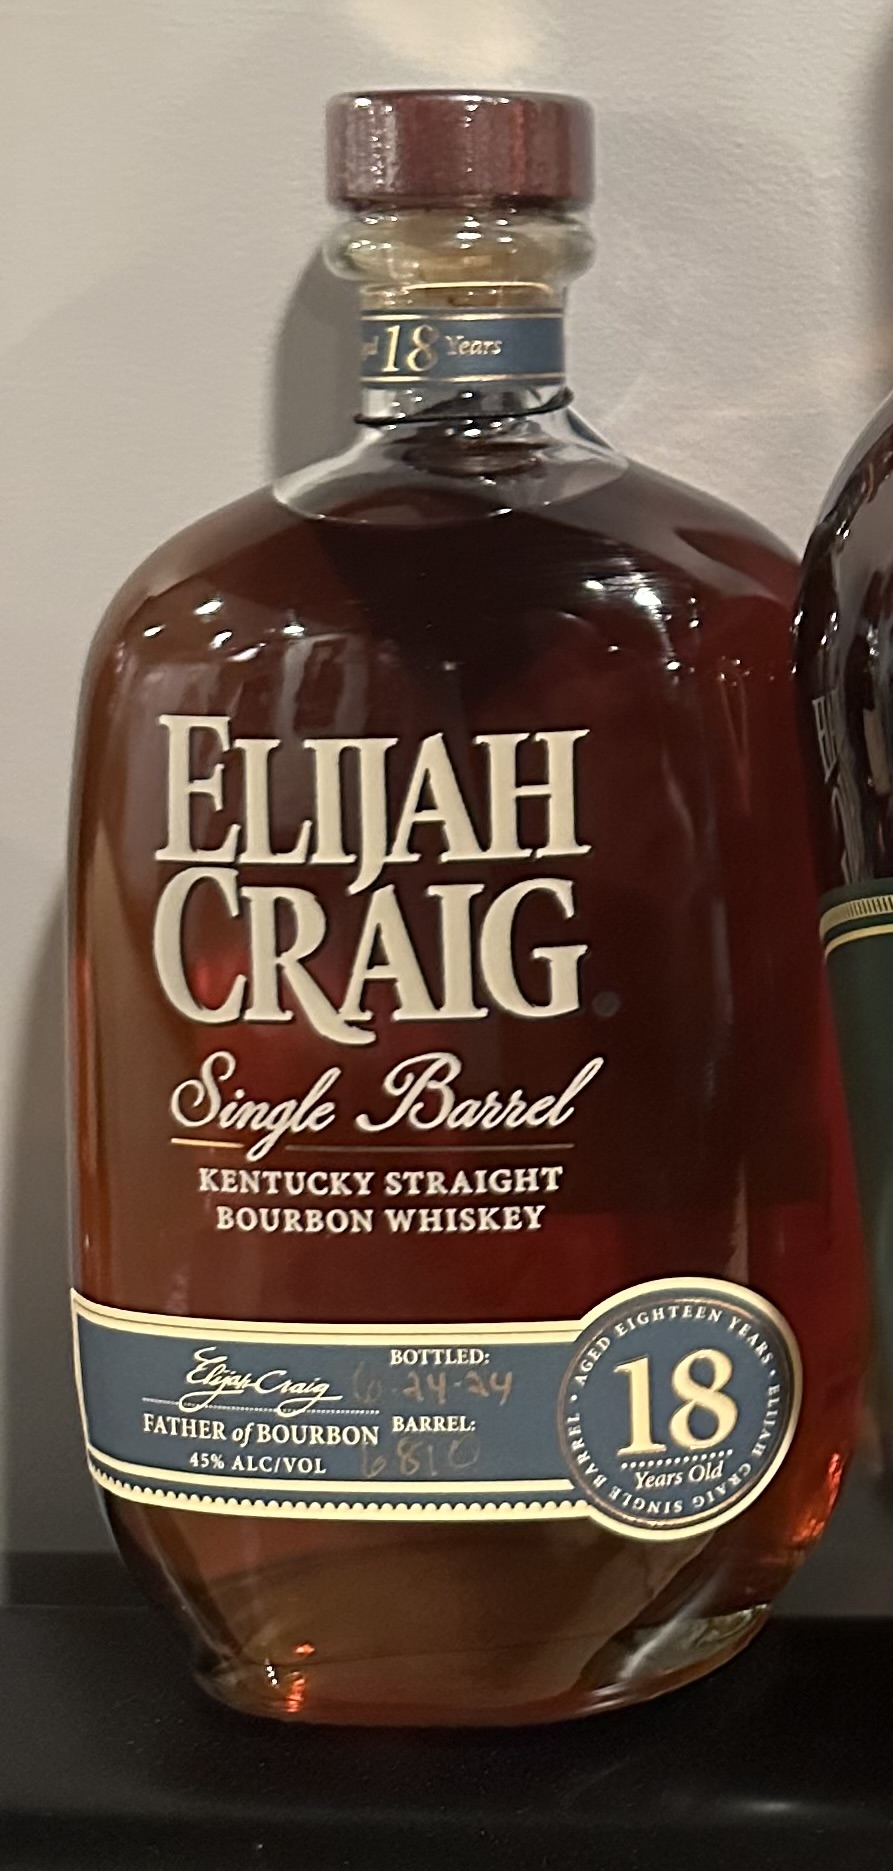 18 Years
ELIJAH
CRAIG
Single Barrel
KENTUCKY STRAIGHT
BOURBON WHISKEY
Elijah Craig
FATHER of BOURBON
45% ALC/VOL
BOTTLED:
6-24-24
BARREL:
6810
AGED EIGHTEEN YEARS • ELIJAH CRAIG SINGLE BARREL •
18
Years Old